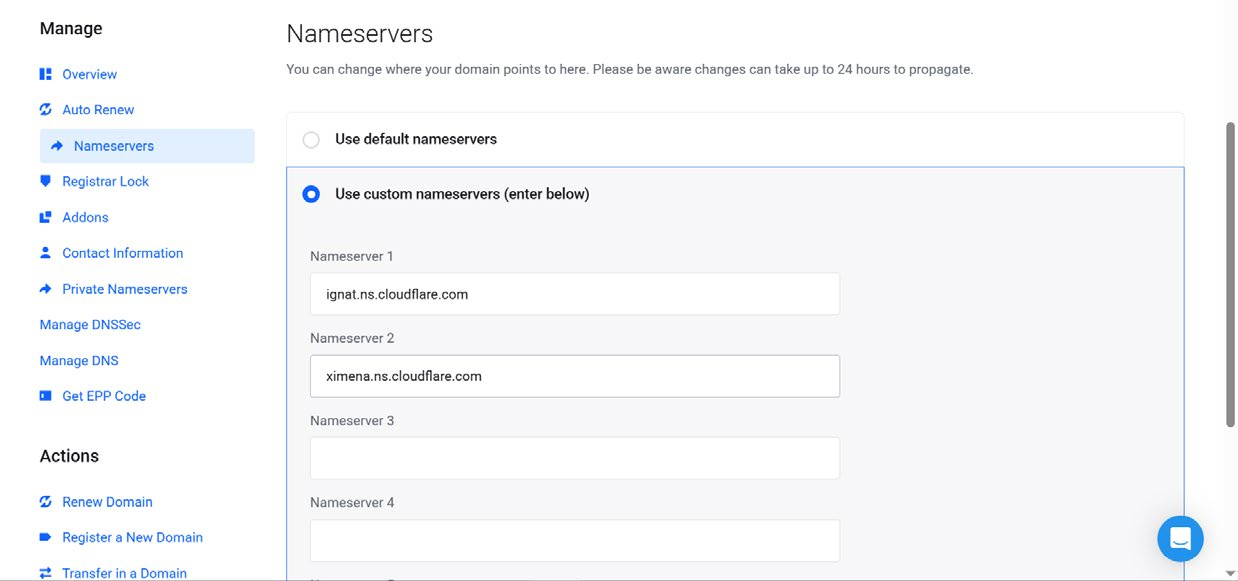 Manage
Overview
Auto Renew
Nameservers
Registrar Lock
Addons
Contact Information
Private Nameservers
Manage DNSSec
Manage DNS
Get EPP Code
Actions
Renew Domain
Register a New Domain
Transfer in a Domain
Nameservers
You can change where your domain points to here. Please be aware changes can take up to 24 hours to propagate.
Use default nameservers
Use custom nameservers (enter below)
Nameserver 1
ignat.ns.cloudflare.com
Nameserver 2
ximena.ns.cloudflare.com
Nameserver 3
Nameserver 4